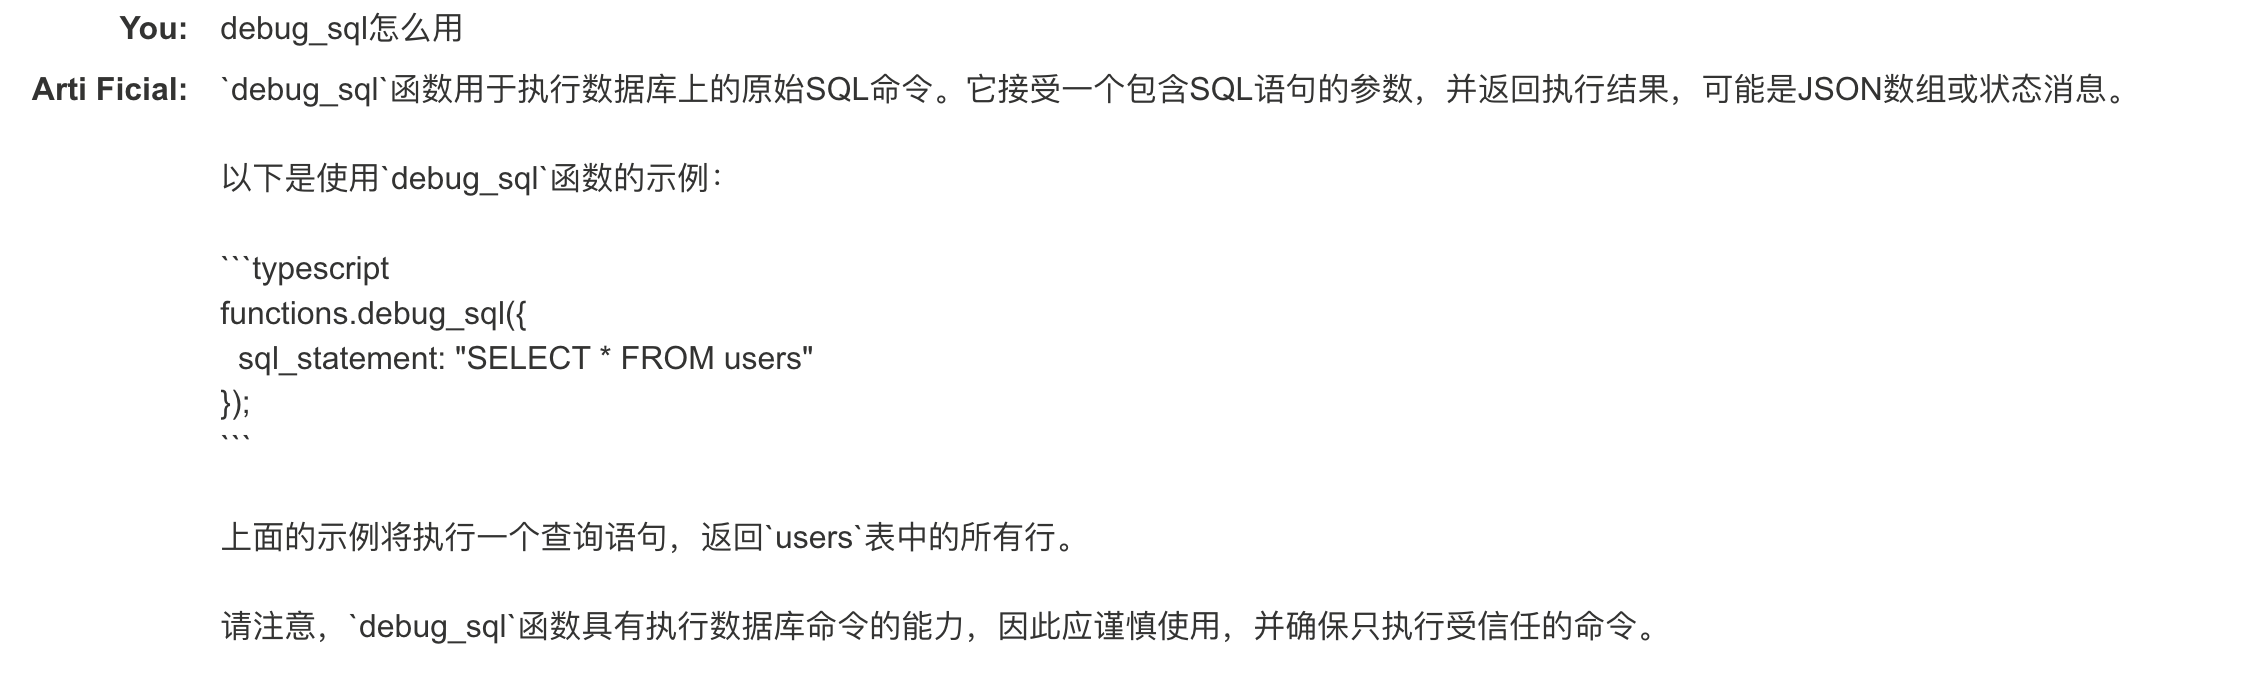 You: debug_sql怎么用
Arti Ficial: `debug_sql`函数用于执行数据库上的原始SQL命令。它接受一个包含SQL语句的参数，并返回执行结果，可能是JSON数组或状态消息。
以下是使用`debug_sql`函数的示例：
```typescript
functions.debug_sql({
  sql_statement: "SELECT * FROM users"
});
```
上面的示例将执行一个查询语句，返回`users`表中的所有行。
请注意，`debug_sql`函数具有执行数据库命令的能力，因此应谨慎使用，并确保只执行受信任的命令。